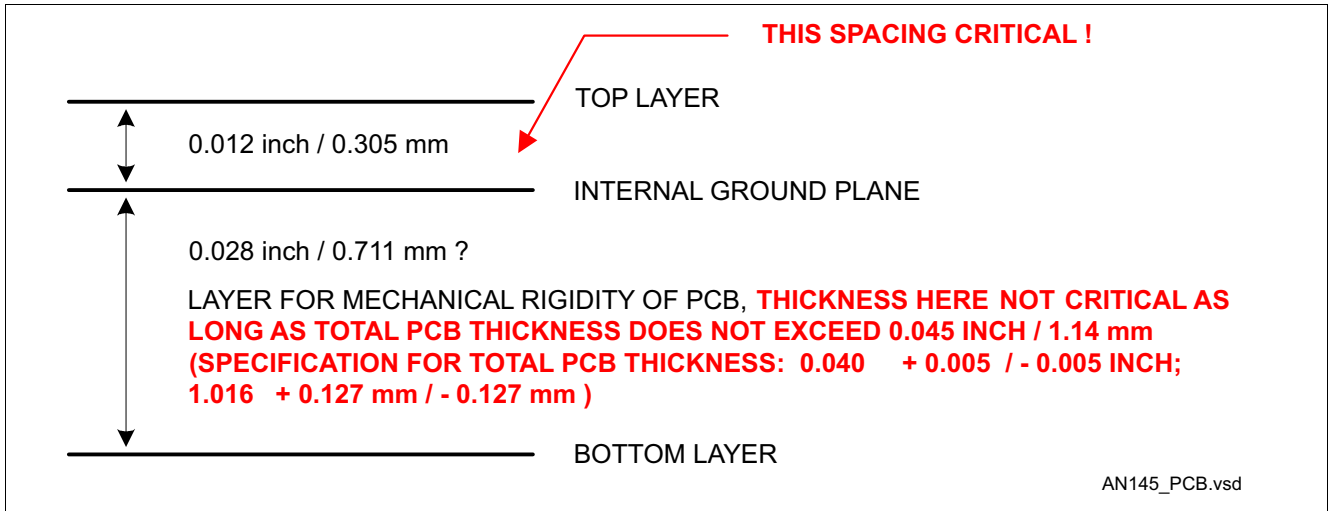 THIS SPACING CRITICAL !
TOP LAYER
0.012 inch / 0.305 mm
INTERNAL GROUND PLANE
0.028 inch / 0.711 mm ?
LAYER FOR MECHANICAL RIGIDITY OF PCB, THICKNESS HERE NOT CRITICAL AS
LONG AS TOTAL PCB THICKNESS DOES NOT EXCEED 0.045 INCH / 1.14 mm
(SPECIFICATION FOR TOTAL PCB THICKNESS: 0.040 + 0.005 / - 0.005 INCH;
1.016 + 0.127 mm / - 0.127 mm )
BOTTOM LAYER
AN145_PCB.vsd